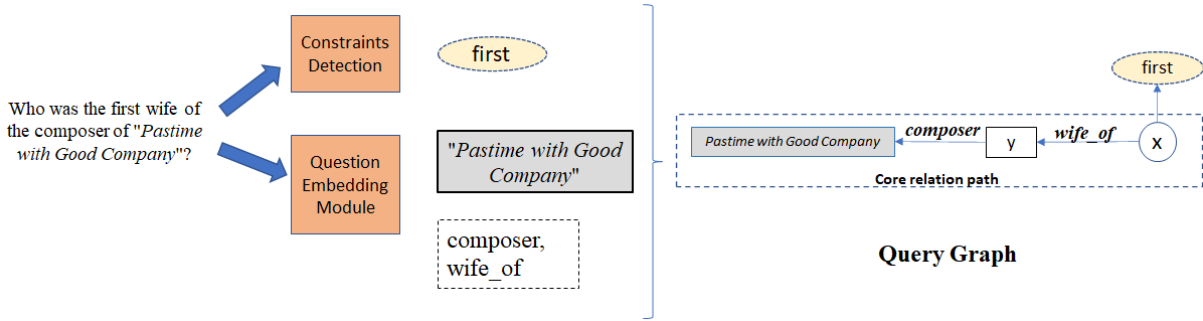 Who was the first wife of
the composer of "Pastime
with Good Company"?
Constraints
Detection
Question
Embedding
Module
first
"Pastime with Good
Company"
composer,
wife_of
first
Pastime with Good Company
composer
y
wife_of
x
Core relation path
Query Graph